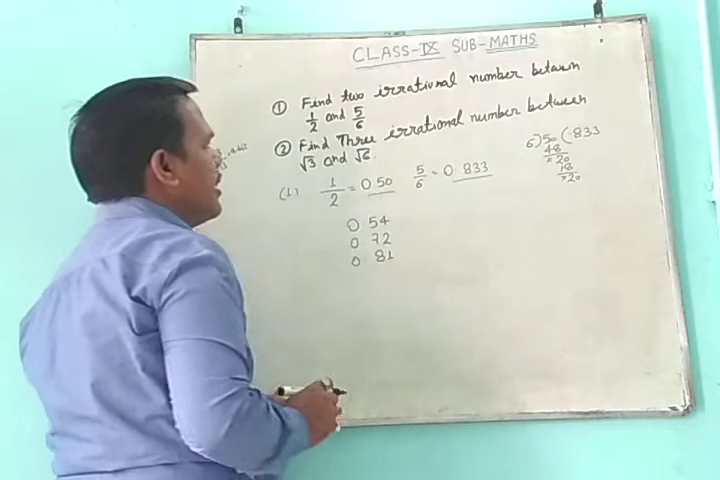 CLASS-IX SUB-MATHS
① Find two irrational number between
1/2 and 5/6
② Find Three irrational number between
√3 and √6.
(1) 1/2 = 0.50 5/6 = 0.833
6)50(.833
48
×20
18
×20
0 54
0 72
0 81